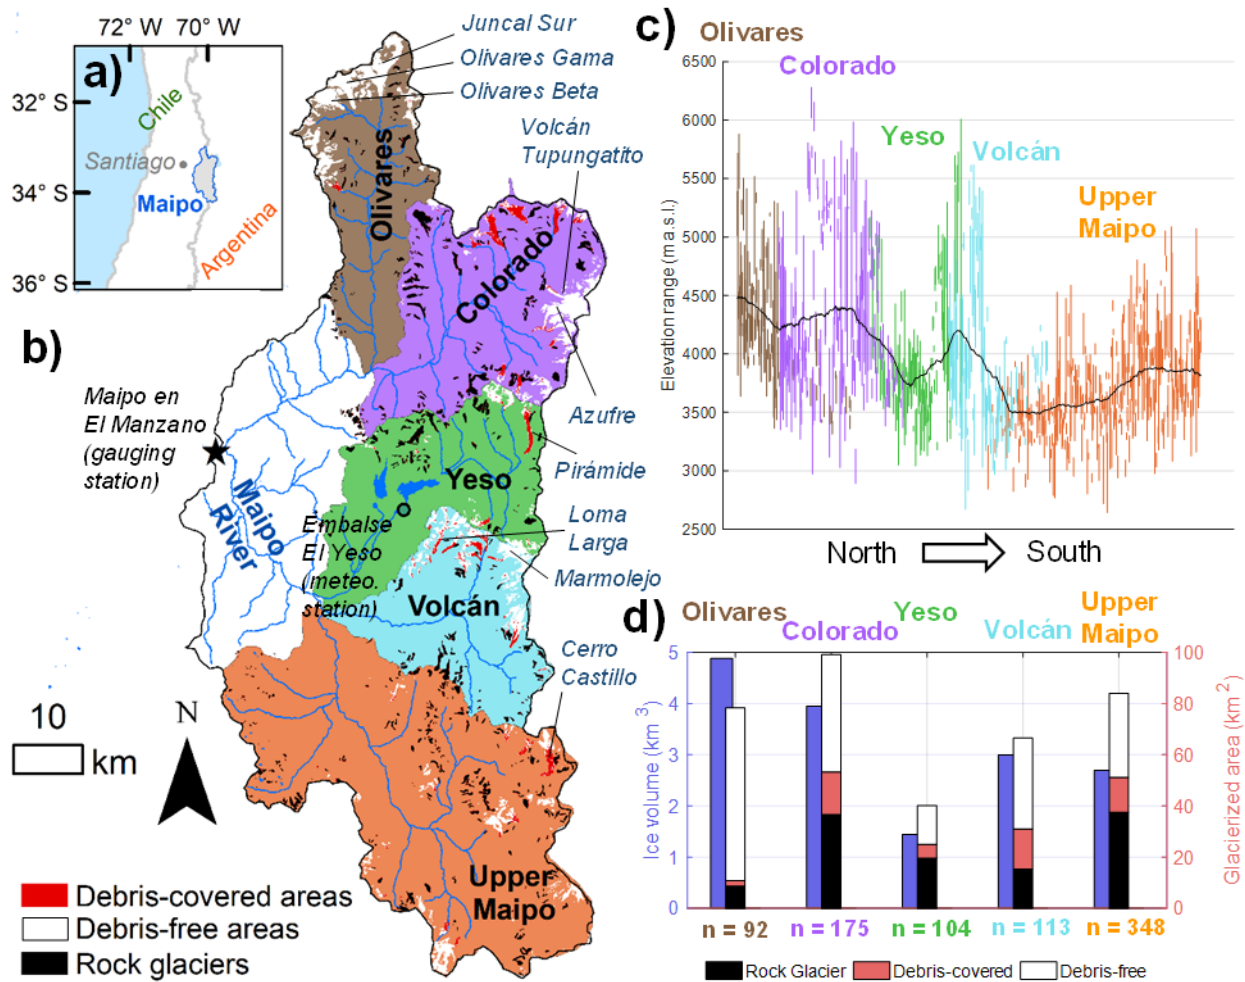 72° W 70° W
a)
32° S
34° S
36° S
Chile
Santiago
Maipo
Argentina
b)
Juncal Sur
Olivares Gama
Olivares Beta
Volcán
Tupungatito
Olivares
Colorado
Azufre
Maipo en
El Manzano
(gauging
station)
Pirámide
Yeso
Maipo
River
Embalse
El Yeso
(meteo.
station)
Loma
Larga
Marmolejo
Volcán
Cerro
Castillo
10
km
N
Upper
Maipo
Debris-covered areas
Debris-free areas
Rock glaciers
c)
Olivares
Colorado
Yeso
Volcán
Upper
Maipo
Elevation range (m a.s.l.)
6500
6000
5500
5000
4500
4000
3500
3000
2500
North South
d)
Olivares
Colorado
Yeso
Volcán
Upper
Maipo
Ice volume (km³)
5
4
3
2
1
0
Glacierized area (km²)
100
80
60
40
20
0
n = 92 n = 175 n = 104 n = 113 n = 348
Rock Glacier Debris-covered Debris-free